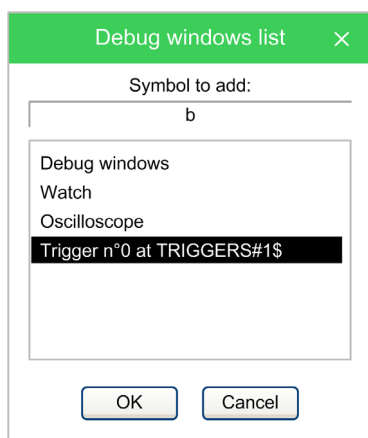 Debug windows list
Symbol to add:
b
Debug windows
Watch
Oscilloscope
Trigger n°0 at TRIGGERS#1$
OK Cancel